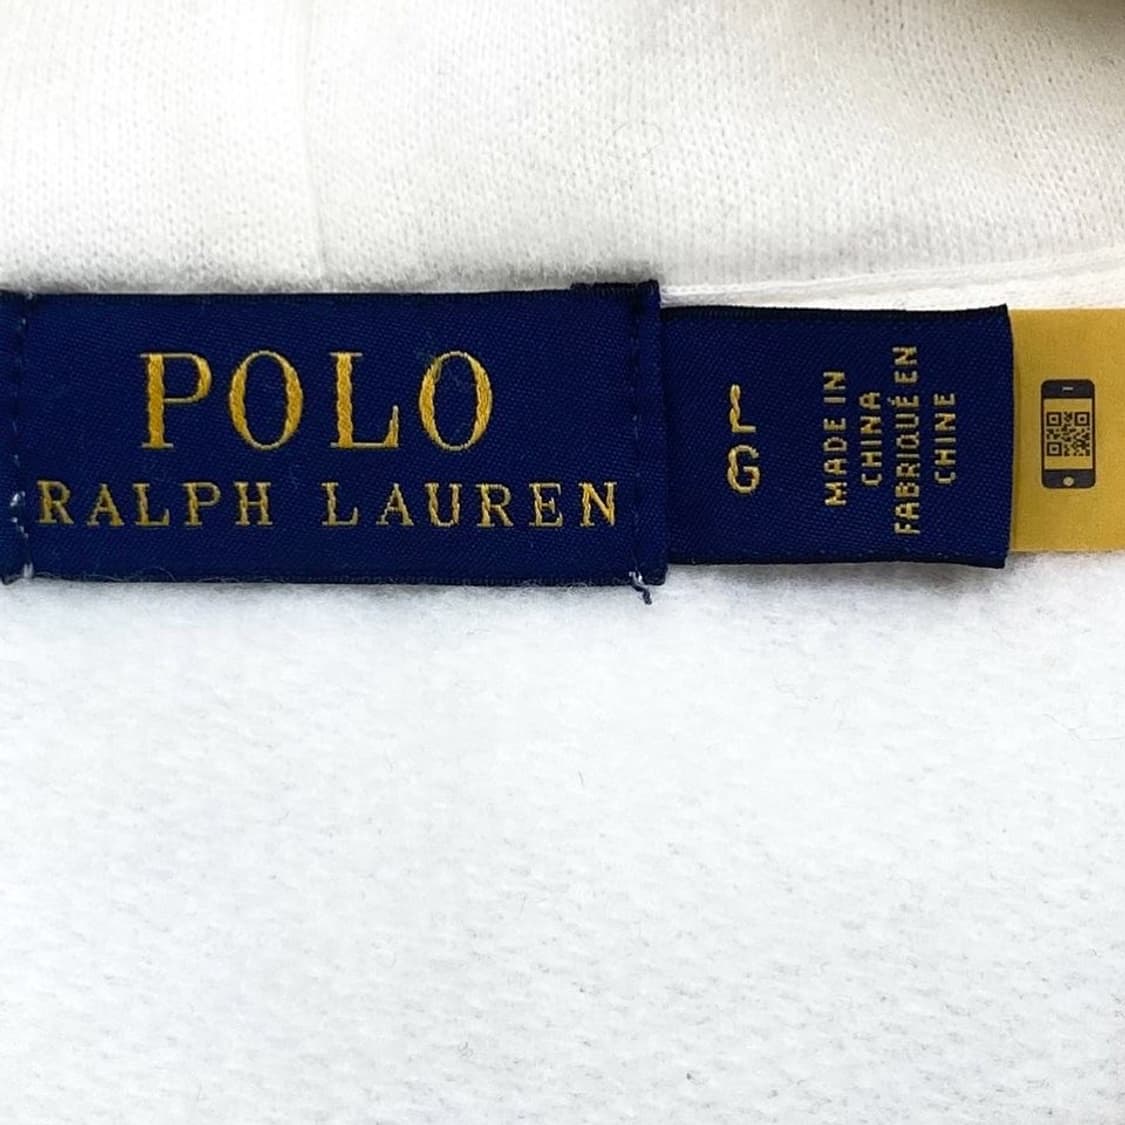 POLO
RALPH LAUREN
L
G
MADE IN
CHINA
FABRIQUÉ EN
CHINE